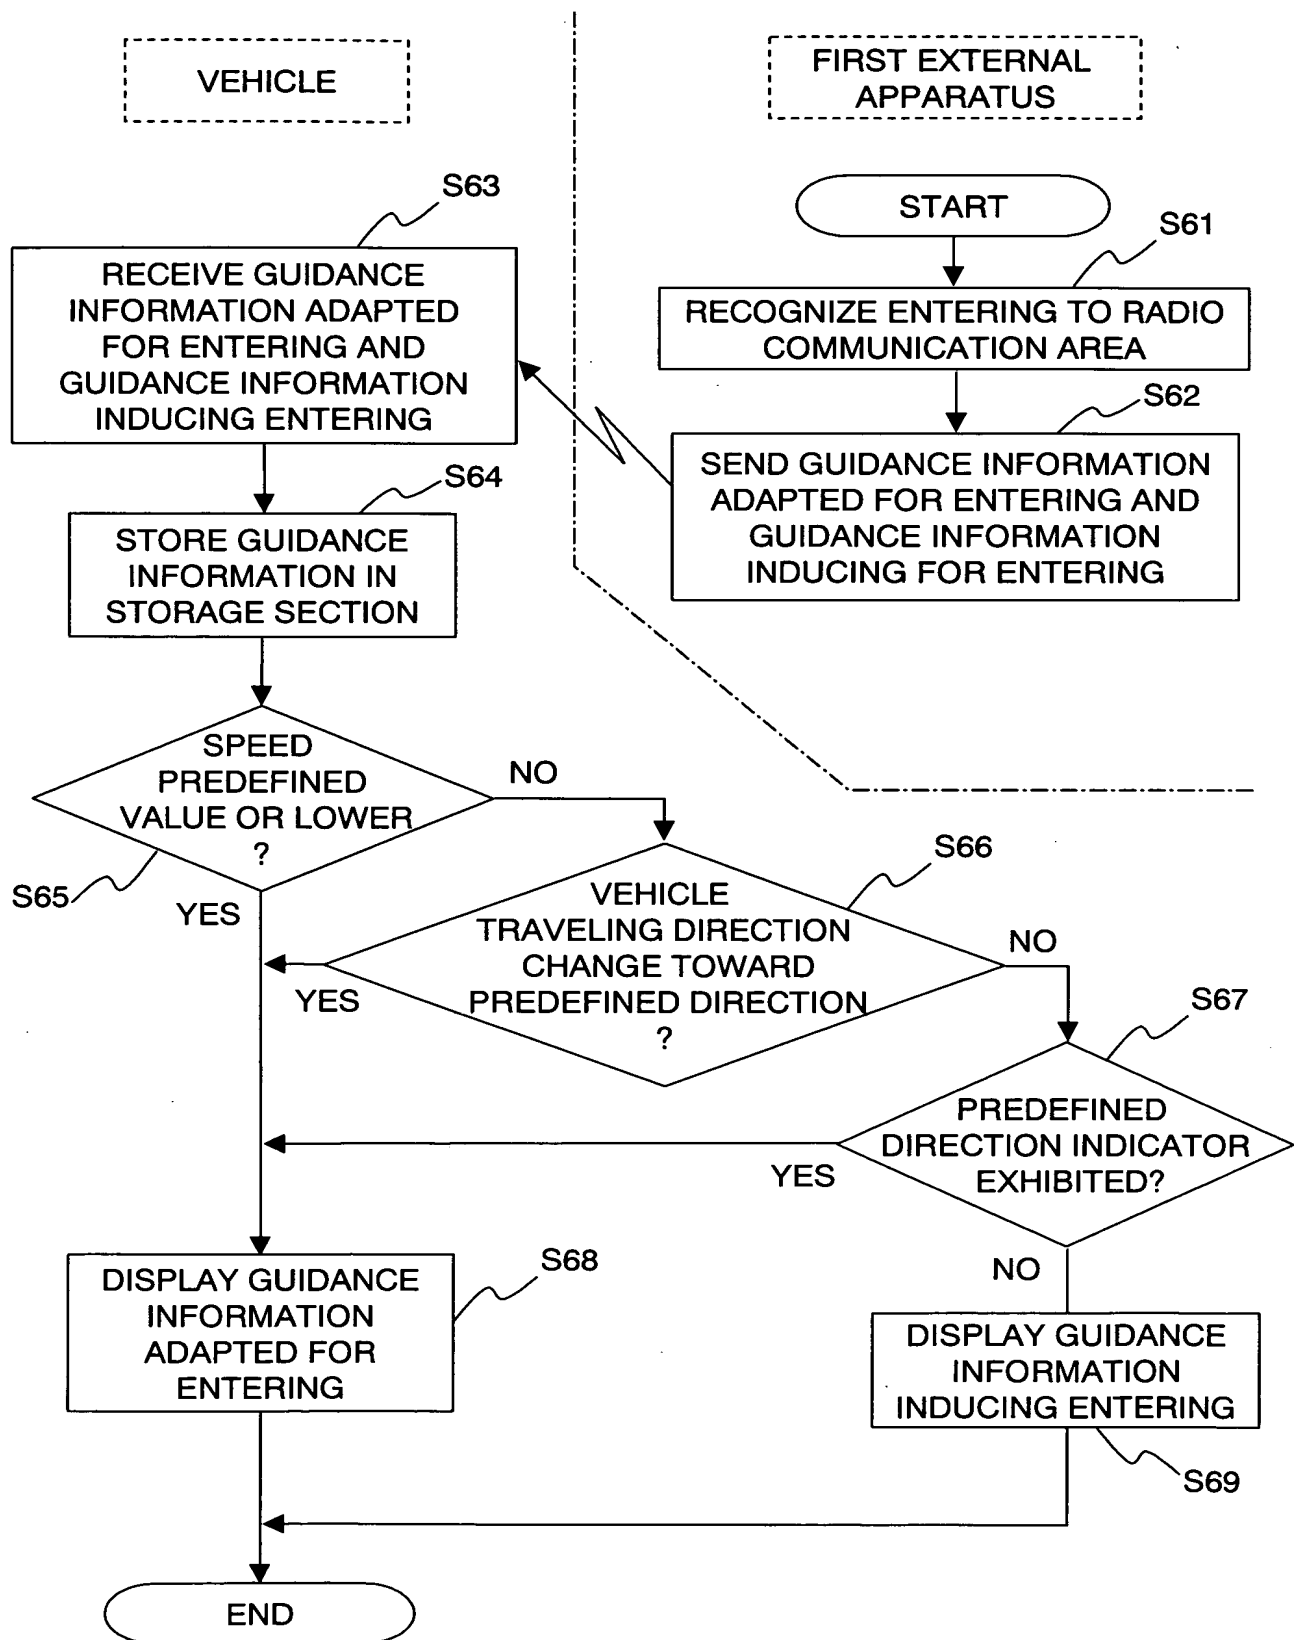 VEHICLE
FIRST EXTERNAL
APPARATUS
START
S61
RECOGNIZE ENTERING TO RADIO
COMMUNICATION AREA
S62
SEND GUIDANCE INFORMATION
ADAPTED FOR ENTERING AND
GUIDANCE INFORMATION
INDUCING FOR ENTERING
S63
RECEIVE GUIDANCE
INFORMATION ADAPTED
FOR ENTERING AND
GUIDANCE INFORMATION
INDUCING ENTERING
S64
STORE GUIDANCE
INFORMATION IN
STORAGE SECTION
SPEED
PREDEFINED
VALUE OR LOWER
?
S65
YES
NO
S66
VEHICLE
TRAVELING DIRECTION
CHANGE TOWARD
PREDEFINED DIRECTION
?
YES
NO
S67
PREDEFINED
DIRECTION INDICATOR
EXHIBITED?
YES
NO
S68
DISPLAY GUIDANCE
INFORMATION
ADAPTED FOR
ENTERING
DISPLAY GUIDANCE
INFORMATION
INDUCING ENTERING
S69
END